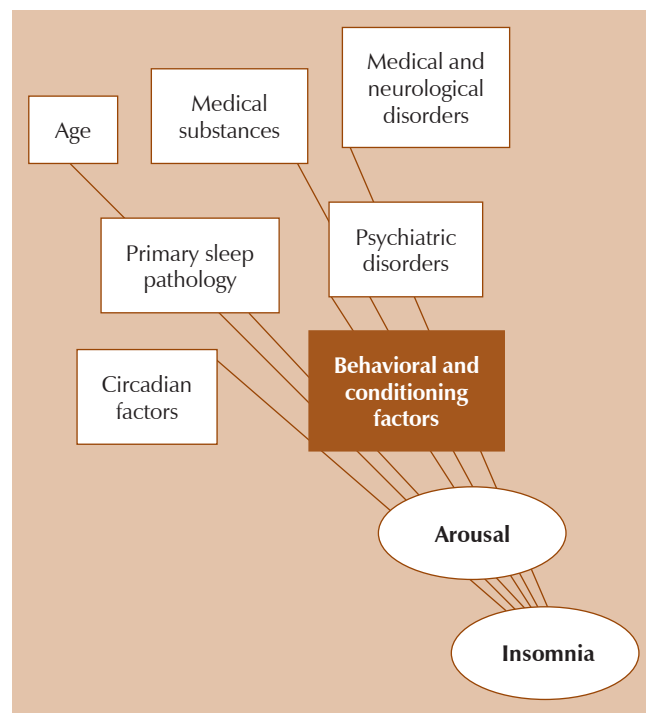 Medical and
neurological
disorders
Medical
substances
Age
Psychiatric
disorders
Primary sleep
pathology
Behavioral and
conditioning
factors
Circadian
factors
Arousal
Insomnia